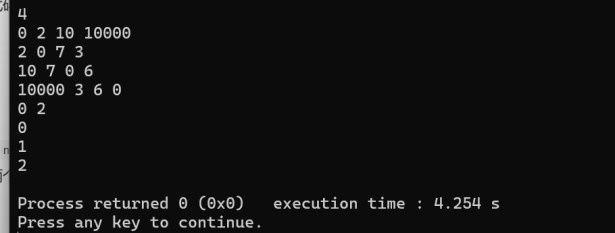 4
0 2 10 10000
2 0 7 3
10 7 0 6
10000 3 6 0
0 2
0
1
2
Process returned 0 (0x0)   execution time : 4.254 s
Press any key to continue.